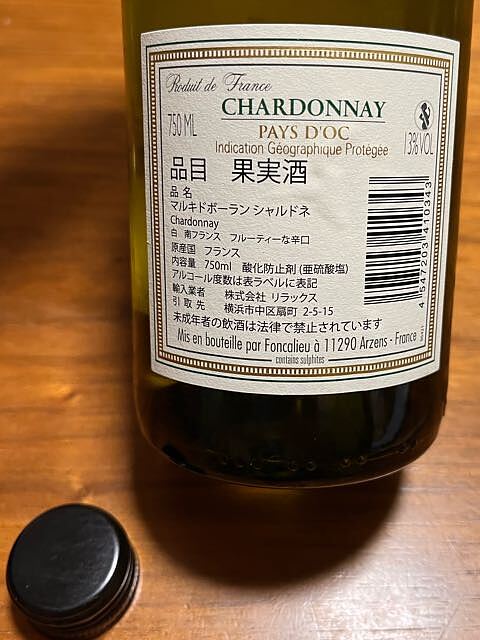 Produit de France
CHARDONNAY
750 ML
PAYS D'OC
13%VOL
Indication Géographique Protégée
品目 果実酒
品 名
マルキドボーラン シャルドネ
Chardonnay
白 南フランス フルーティーな辛口
原産国 フランス
内容量 750ml 酸化防止剤 (亜硫酸塩)
アルコール度数は表ラベルに表記
輸入業者 株式会社 リラックス
引 取 先 横浜市中区扇町 2-5-15
未成年者の飲酒は法律で禁止されています
4 547203 410343
Mis en bouteille par Foncalieu à 11290 Arzens - France
contains sulphites